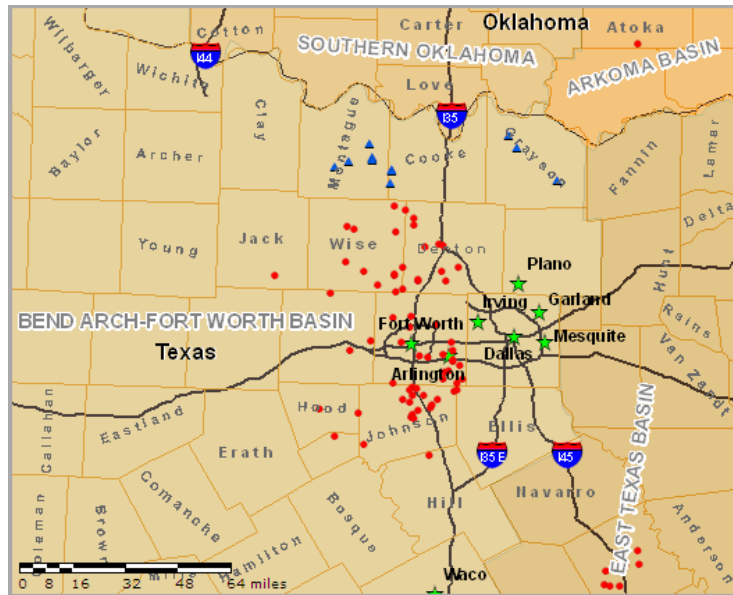 Wilbarger
Cotton
Carter
Oklahoma
Atoka
I44
SOUTHERN OKLAHOMA
ARKOMA BASIN
Wichita
Love
Clay
I35
Baylor
Archer
Montague
Cooke
Grayson
Fannin
Lamar
Delta
Young
Jack
Wise
Denton
Hunt
Plano
Irving
Garland
Rains
BEND ARCH-FORT WORTH BASIN
Fort Worth
Texas
Dallas
Mesquite
Van Zandt
Arlington
Callahan
Eastland
Hood
Johnson
Ellis
Erath
I35 E
I45
EAST TEXAS BASIN
Comanche
Bosque
Hill
Navarro
Anderson
Coleman
Brown
Mills
Hamilton
Waco
0 8 16 32 48 64 miles